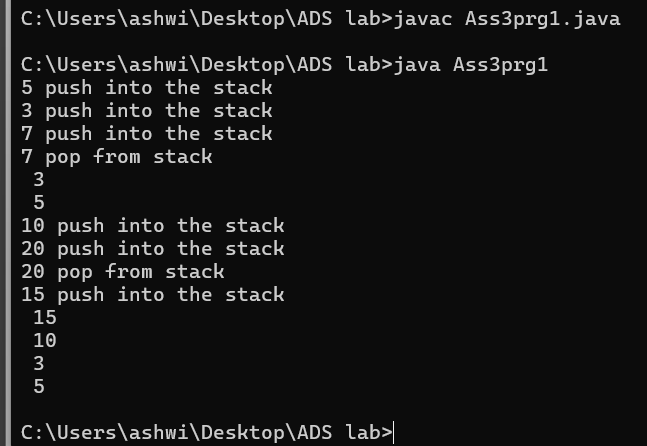 C:\Users\ashwi\Desktop\ADS lab>javac Ass3prg1.java
C:\Users\ashwi\Desktop\ADS lab>java Ass3prg1
5 push into the stack
3 push into the stack
7 push into the stack
7 pop from stack
3
5
10 push into the stack
20 push into the stack
20 pop from stack
15 push into the stack
15
10
3
5
C:\Users\ashwi\Desktop\ADS lab>